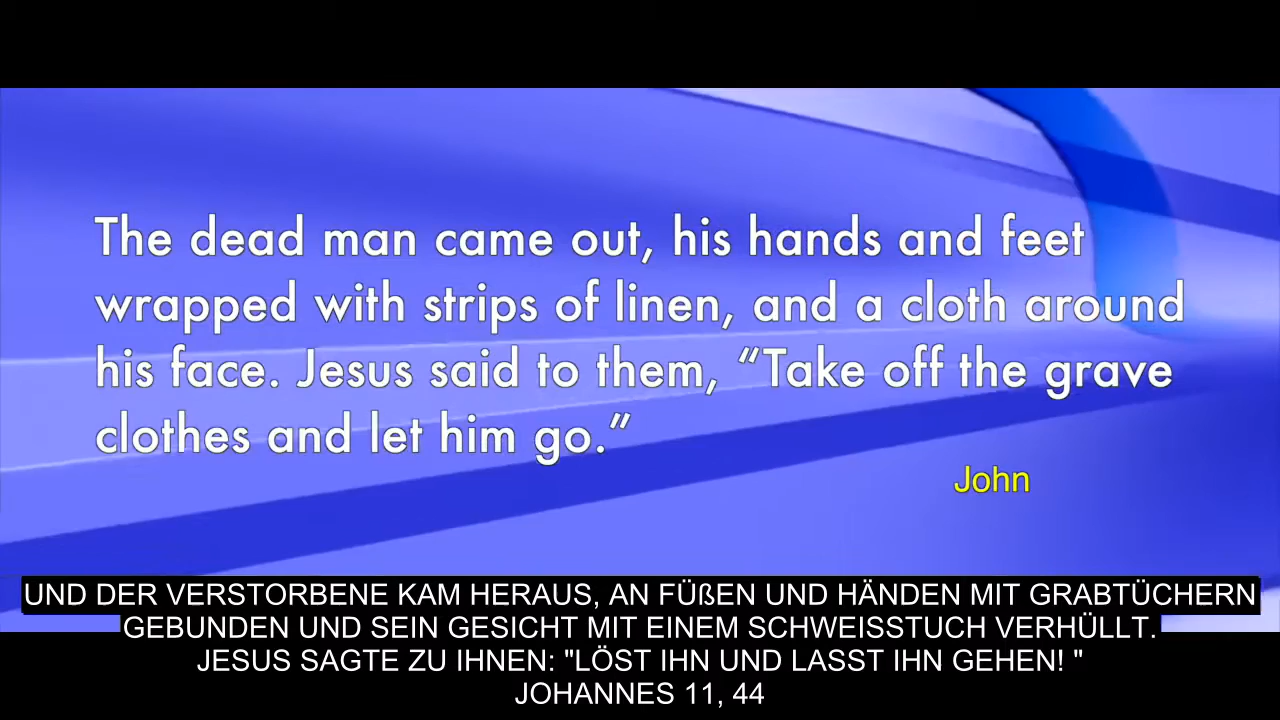 The dead man came out, his hands and feet
wrapped with strips of linen, and a cloth around
his face. Jesus said to them, “Take off the grave
clothes and let him go.”
John
UND DER VERSTORBENE KAM HERAUS, AN FÜßEN UND HÄNDEN MIT GRABTÜCHERN
GEBUNDEN UND SEIN GESICHT MIT EINEM SCHWEISSTUCH VERHÜLLT.
JESUS SAGTE ZU IHNEN: "LÖST IHN UND LASST IHN GEHEN! "
JOHANNES 11, 44